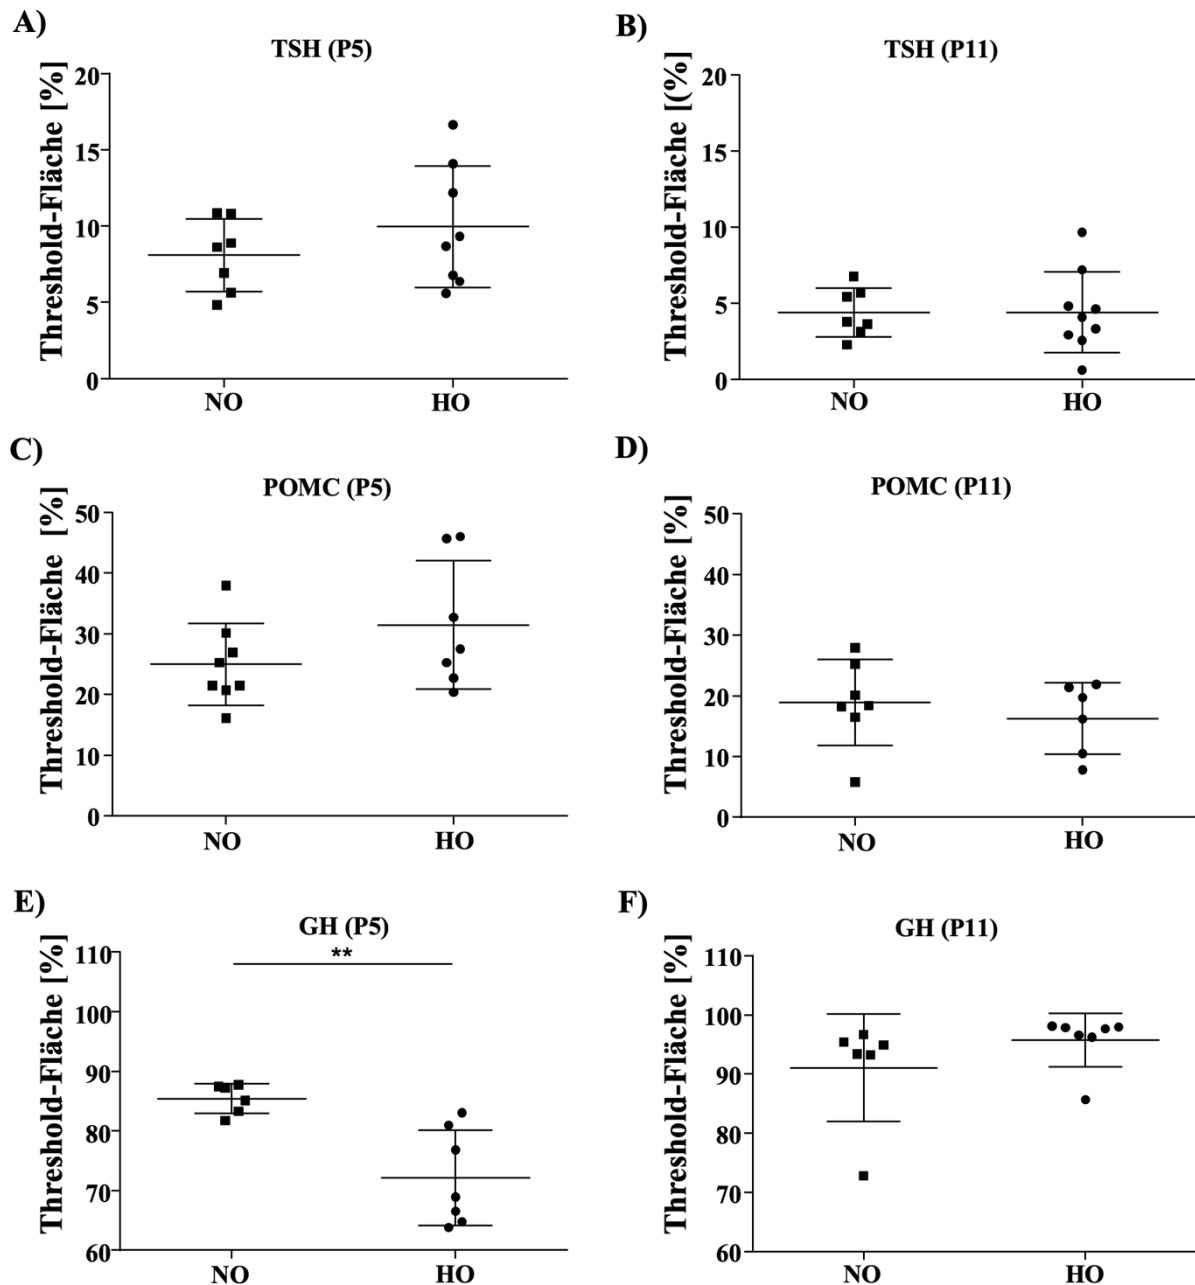 A)
TSH (P5)
Threshold-Fläche [%]
20
15
10
5
0
NO HO
B)
TSH (P11)
Threshold-Fläche [(%]
20
15
10
5
0
NO HO
C)
POMC (P5)
Threshold-Fläche [%]
50
40
30
20
10
0
NO HO
D)
POMC (P11)
Threshold-Fläche [%]
50
40
30
20
10
0
NO HO
E)
GH (P5)
**
Threshold-Fläche [%]
110
100
90
80
70
60
NO HO
F)
GH (P11)
Threshold-Fläche [%]
110
100
90
80
70
60
NO HO